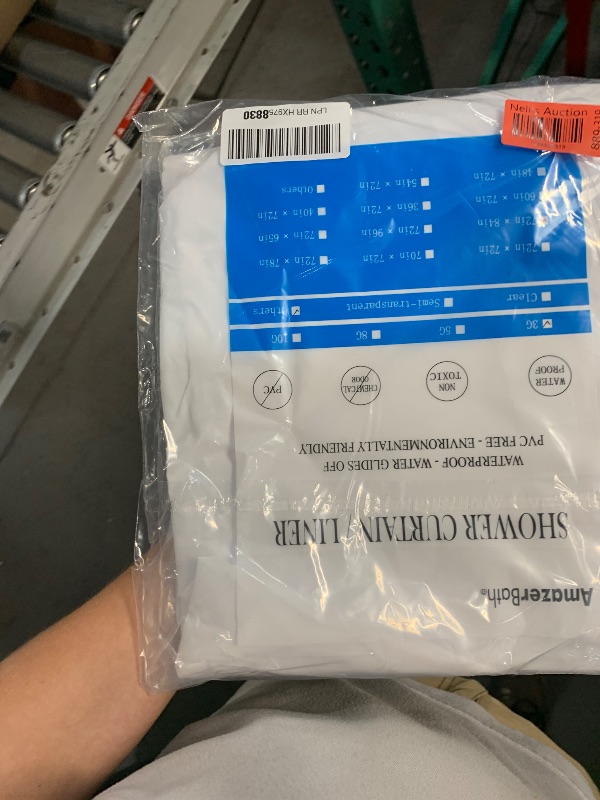 LPN RR HX975
8830
Nellis Auction
AmazerBath®
SHOWER CURTAIN / LINER
WATERPROOF - WATER GLIDES OFF
PVC FREE - ENVIRONMENTALLY FRIENDLY
WATER PROOF
NON TOXIC
CHEMICAL ODOR
PVC
3G 5G 8G 10G
Clear Semi-transparent Others
72in × 72in 70in × 72in 72in × 78in
72in × 84in 72in × 96in 72in × 65in
60in × 72in 36in × 72in 40in × 72in
48in × 72in 54in × 72in Others